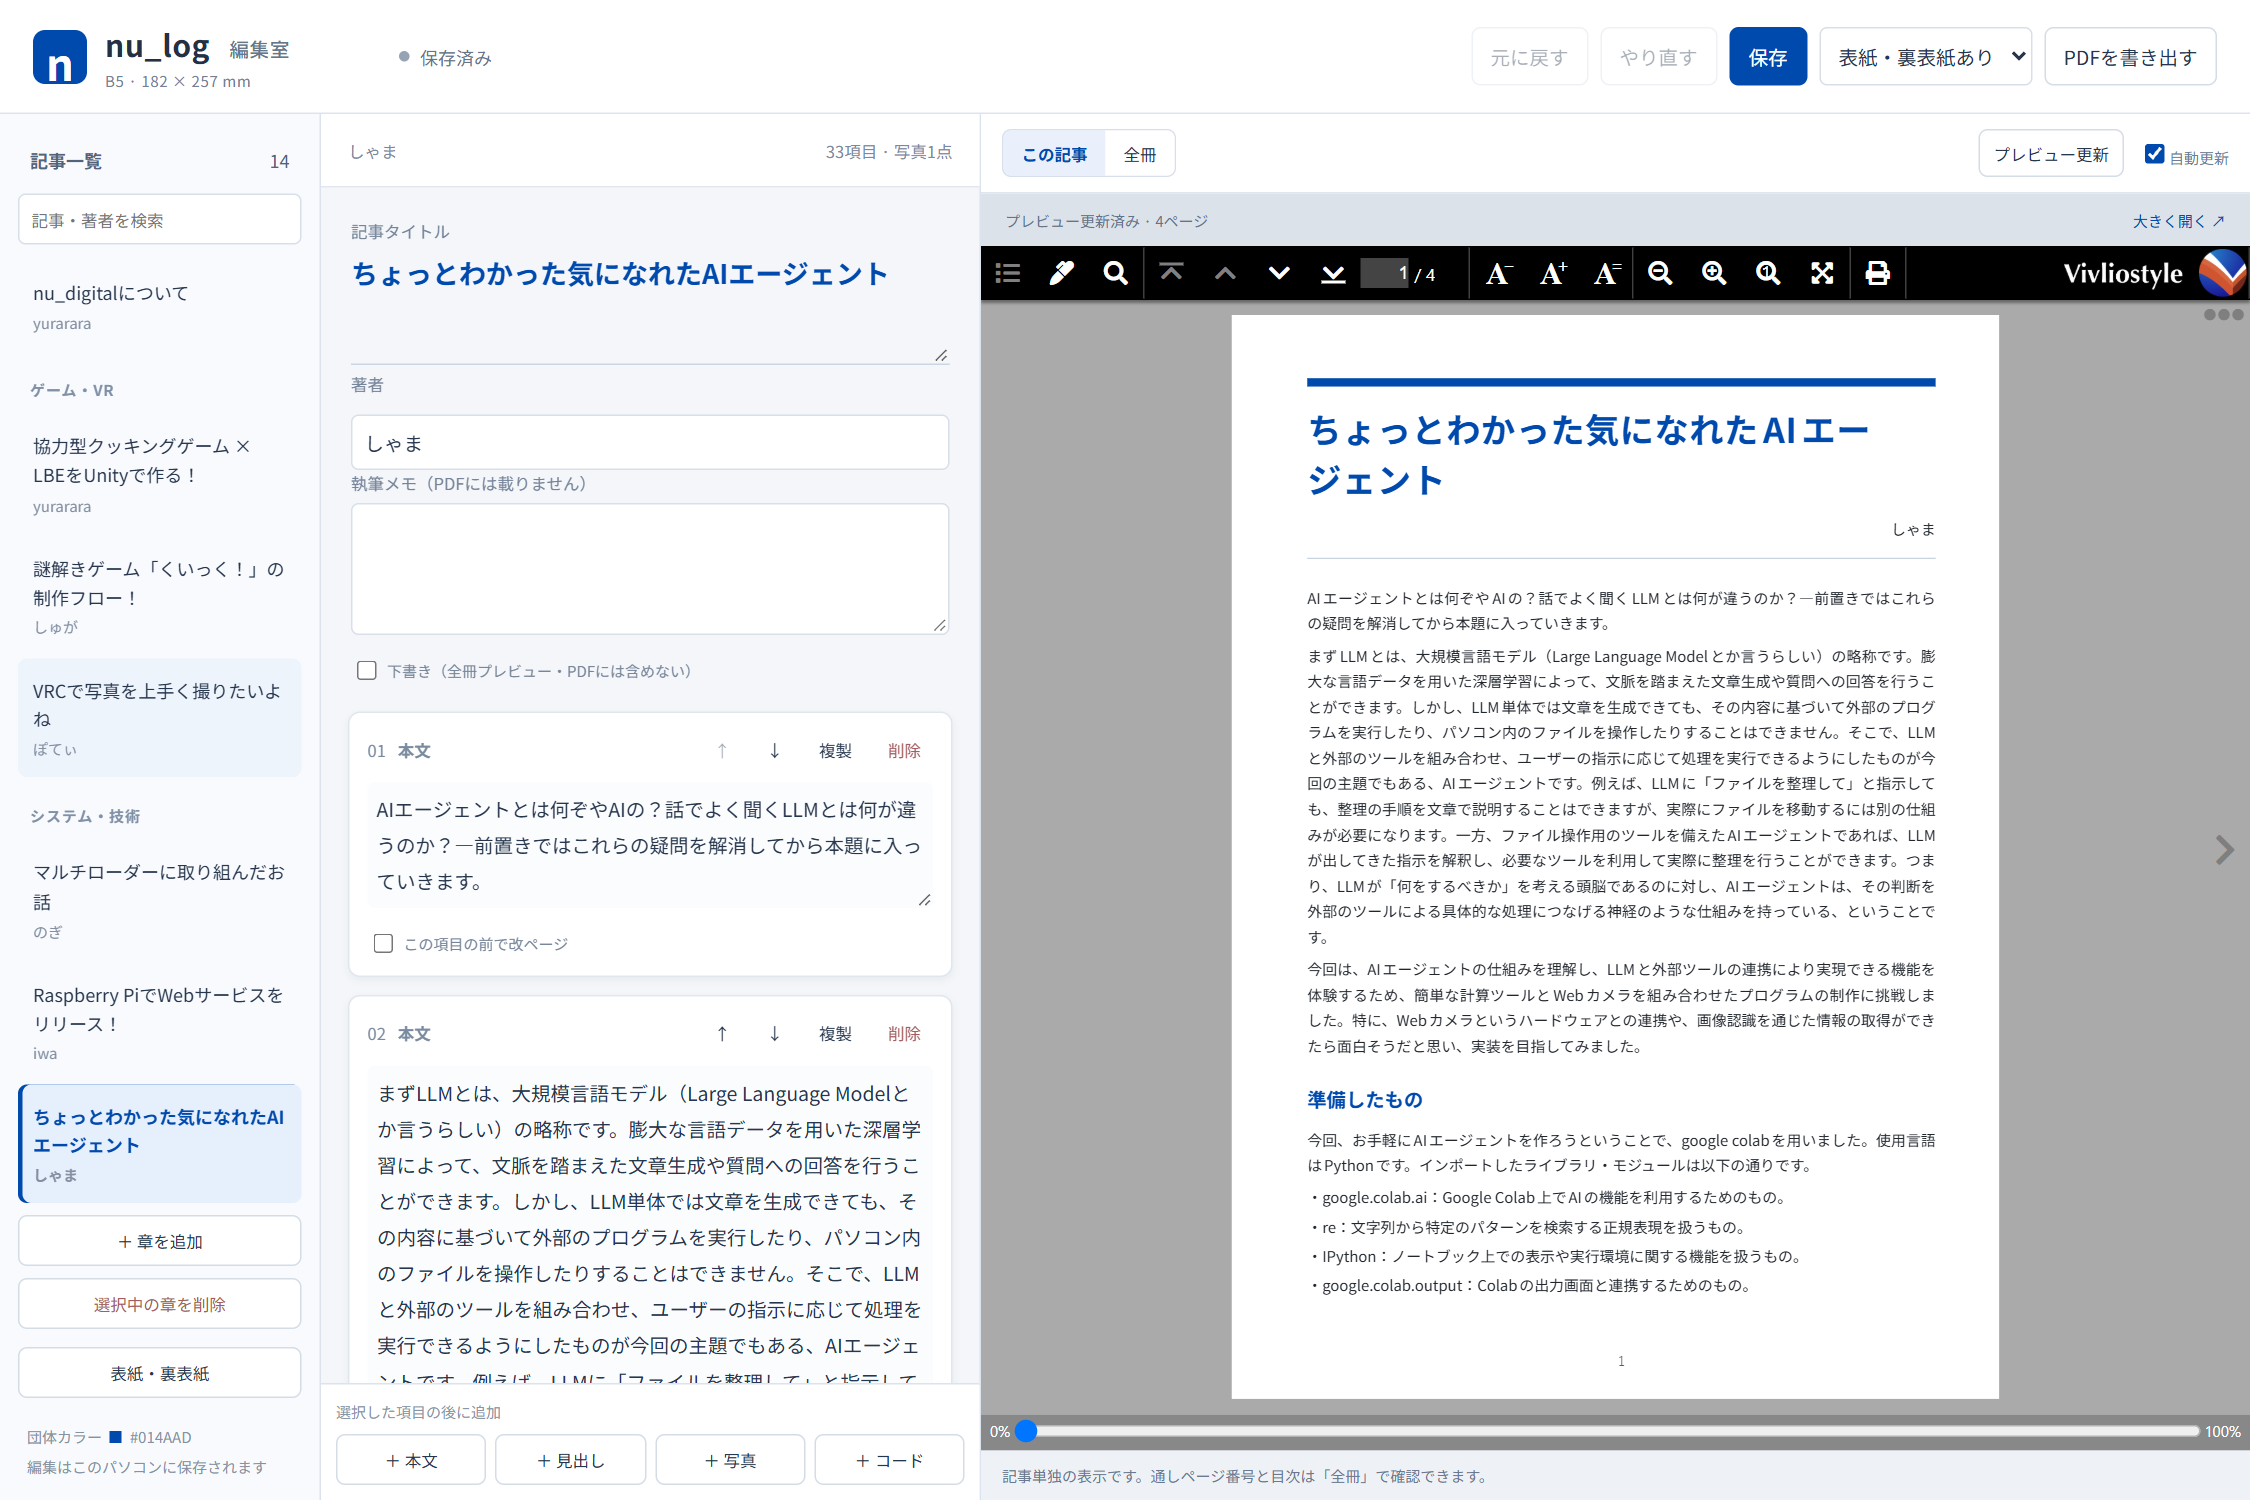 n
nu_log 編集室
B5 · 182 × 257 mm
保存済み
元に戻す
やり直す
保存
表紙・裏表紙あり
PDFを書き出す
記事一覧
14
記事・著者を検索
nu_digitalについて
yurarara
ゲーム・VR
協力型クッキングゲーム ×
LBEをUnityで作る！
yurarara
謎解きゲーム「くいっく！」の
制作フロー！
しゅが
VRCで写真を上手く撮りたいよ
ね
ぽてぃ
システム・技術
マルチローダーに取り組んだお
話
のぎ
Raspberry PiでWebサービスを
リリース！
iwa
ちょっとわかった気になれたAI
エージェント
しゃま
＋ 章を追加
選択中の章を削除
表紙・裏表紙
団体カラー #014AAD
編集はこのパソコンに保存されます
しゃま
33項目 · 写真1点
記事タイトル
ちょっとわかった気になれたAIエージェント
著者
しゃま
執筆メモ（PDFには載りません）
下書き（全冊プレビュー・PDFには含めない）
01 本文 ↑ ↓ 複製 削除
AIエージェントとは何ぞやAIの？話でよく聞くLLMとは何が違
うのか？―前置きではこれらの疑問を解消してから本題に入っ
ていきます。
この項目の前で改ページ
02 本文 ↑ ↓ 複製 削除
まずLLMとは、大規模言語モデル（Large Language Modelと
か言うらしい）の略称です。膨大な言語データを用いた深層学
習によって、文脈を踏まえた文章生成や質問への回答を行うこ
とができます。しかし、LLM単体では文章を生成できても、そ
の内容に基づいて外部のプログラムを実行したり、パソコン内
のファイルを操作したりすることはできません。そこで、LLM
と外部のツールを組み合わせ、ユーザーの指示に応じて処理を
実行できるようにしたものが今回の主題でもある、AIエージェ
ントです。例えば、LLMに「ファイルを整理して」と指示して
選択した項目の後に追加
＋ 本文
＋ 見出し
＋ 写真
＋ コード
この記事
全冊
プレビュー更新
自動更新
プレビュー更新済み · 4ページ
大きく開く ↗
1 / 4
A− A+ A=
Vivliostyle
ちょっとわかった気になれたAIエー
ジェント
しゃま
AIエージェントとは何ぞやAIの？話でよく聞くLLMとは何が違うのか？―前置きではこれら
の疑問を解消してから本題に入っていきます。
まずLLMとは、大規模言語モデル（Large Language Modelとか言うらしい）の略称です。膨
大な言語データを用いた深層学習によって、文脈を踏まえた文章生成や質問への回答を行うこ
とができます。しかし、LLM単体では文章を生成できても、その内容に基づいて外部のプログ
ラムを実行したり、パソコン内のファイルを操作したりすることはできません。そこで、LLM
と外部のツールを組み合わせ、ユーザーの指示に応じて処理を実行できるようにしたものが今
回の主題でもある、AIエージェントです。例えば、LLMに「ファイルを整理して」と指示して
も、整理の手順を文章で説明することはできますが、実際にファイルを移動するには別の仕組
みが必要になります。一方、ファイル操作用のツールを備えたAIエージェントであれば、LLM
が出してきた指示を解釈し、必要なツールを利用して実際に整理を行うことができます。つま
り、LLMが「何をするべきか」を考える頭脳であるのに対し、AIエージェントは、その判断を
外部のツールによる具体的な処理につなげる神経のような仕組みを持っている、ということで
す。
今回は、AIエージェントの仕組みを理解し、LLMと外部ツールの連携により実現できる機能を
体験するため、簡単な計算ツールとWebカメラを組み合わせたプログラムの制作に挑戦しま
した。特に、Webカメラというハードウェアとの連携や、画像認識を通じた情報の取得ができ
たら面白そうだと思い、実装を目指してみました。
準備したもの
今回、お手軽にAIエージェントを作ろうということで、google colabを用いました。使用言語
はPythonです。インポートしたライブラリ・モジュールは以下の通りです。
・google.colab.ai：Google Colab上でAIの機能を利用するためのもの。
・re：文字列から特定のパターンを検索する正規表現を扱うもの。
・IPython：ノートブック上での表示や実行環境に関する機能を扱うもの。
・google.colab.output：Colabの出力画面と連携するためのもの。
1
0%
100%
記事単独の表示です。通しページ番号と目次は「全冊」で確認できます。